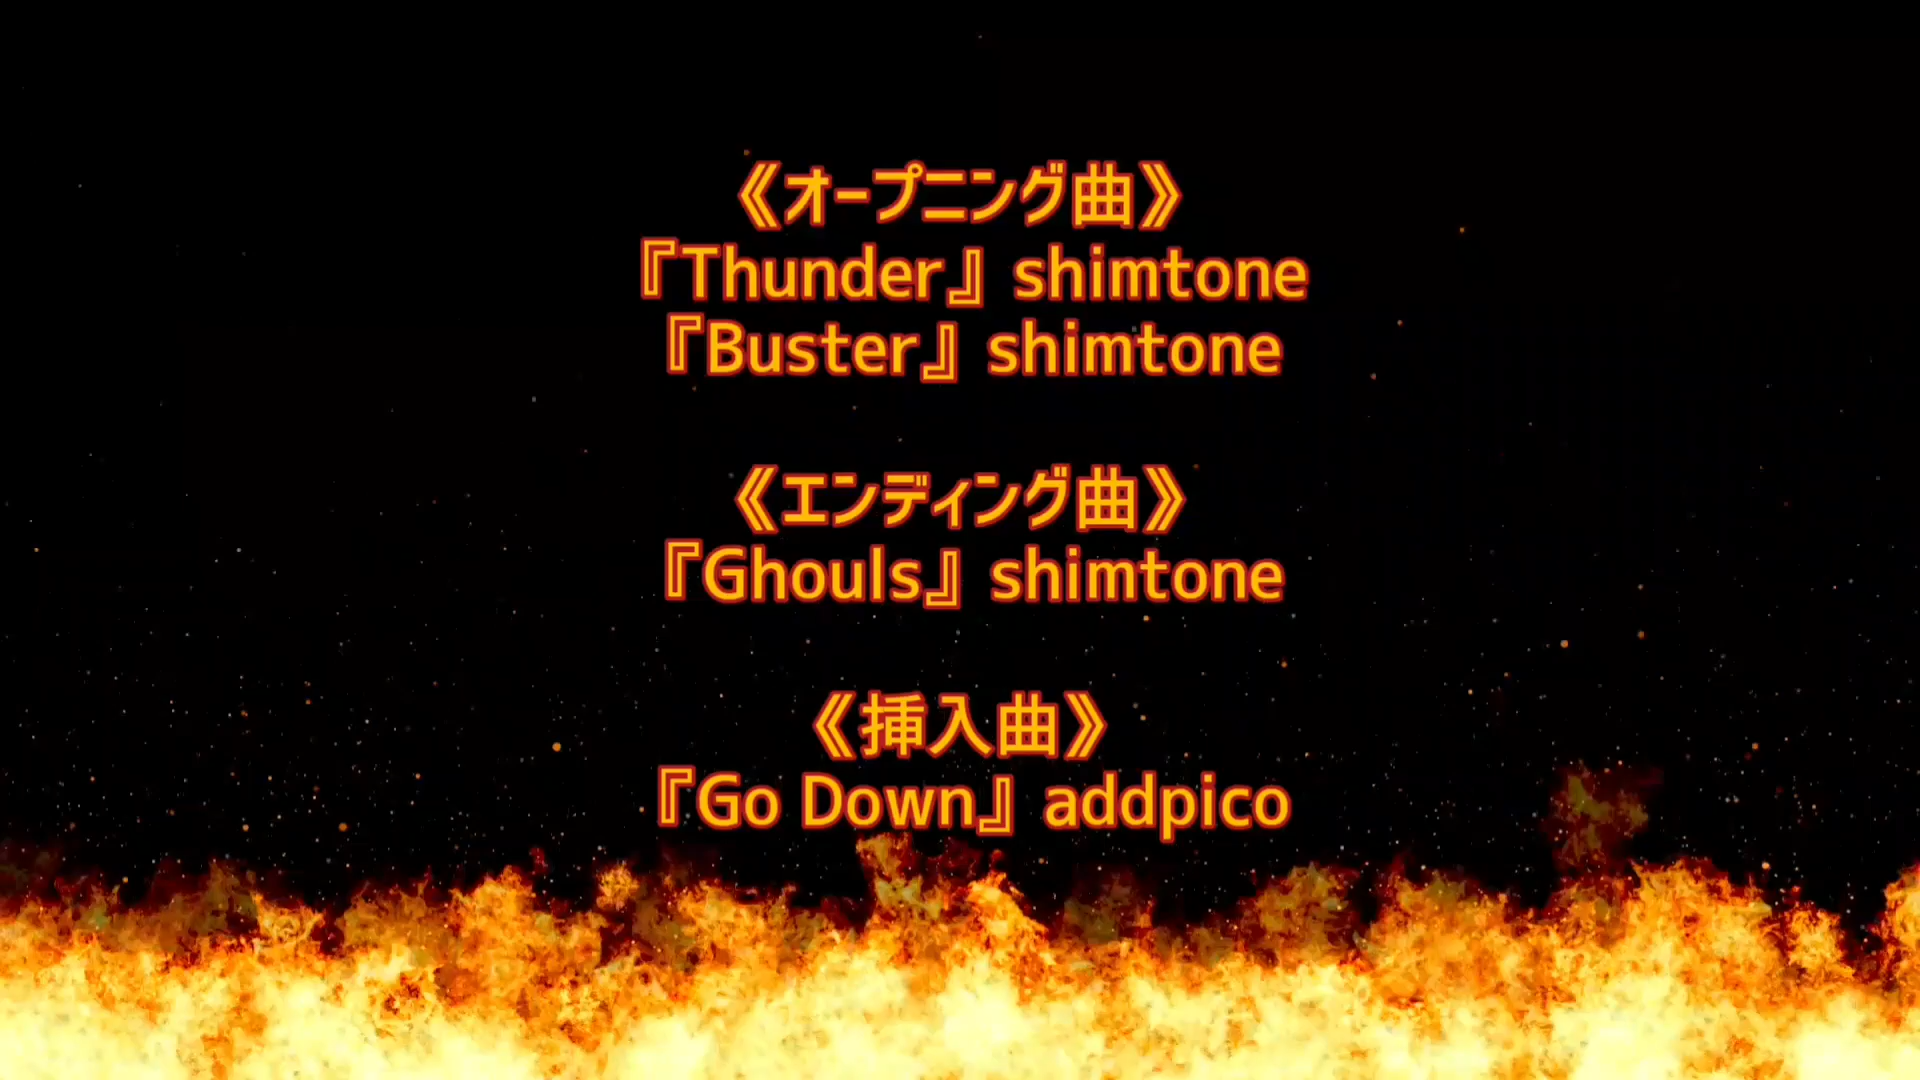 《オープニング曲》
『Thunder』 shimtone
『Buster』 shimtone
《エンディング曲》
『Ghouls』 shimtone
《挿入曲》
『Go Down』 addpico